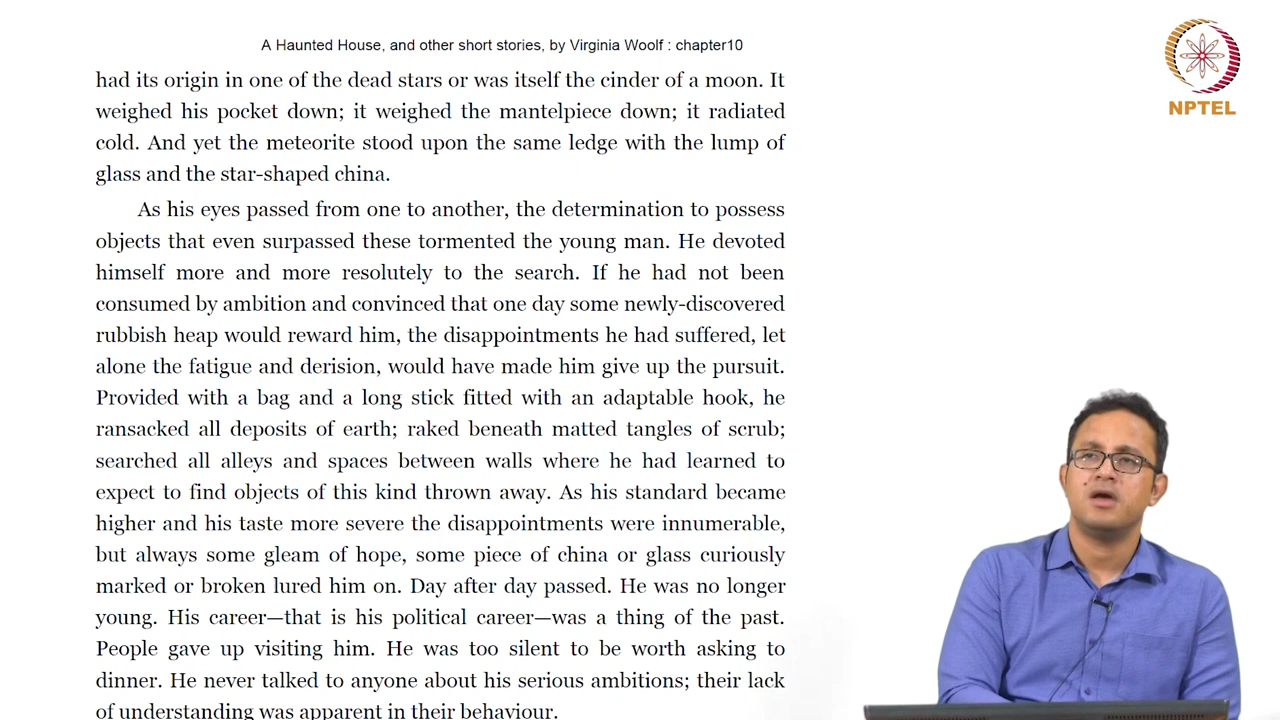 A Haunted House, and other short stories, by Virginia Woolf : chapter10
NPTEL
had its origin in one of the dead stars or was itself the cinder of a moon. It
weighed his pocket down; it weighed the mantelpiece down; it radiated
cold. And yet the meteorite stood upon the same ledge with the lump of
glass and the star-shaped china.
As his eyes passed from one to another, the determination to possess
objects that even surpassed these tormented the young man. He devoted
himself more and more resolutely to the search. If he had not been
consumed by ambition and convinced that one day some newly-discovered
rubbish heap would reward him, the disappointments he had suffered, let
alone the fatigue and derision, would have made him give up the pursuit.
Provided with a bag and a long stick fitted with an adaptable hook, he
ransacked all deposits of earth; raked beneath matted tangles of scrub;
searched all alleys and spaces between walls where he had learned to
expect to find objects of this kind thrown away. As his standard became
higher and his taste more severe the disappointments were innumerable,
but always some gleam of hope, some piece of china or glass curiously
marked or broken lured him on. Day after day passed. He was no longer
young. His career—that is his political career—was a thing of the past.
People gave up visiting him. He was too silent to be worth asking to
dinner. He never talked to anyone about his serious ambitions; their lack
of understanding was apparent in their behaviour.